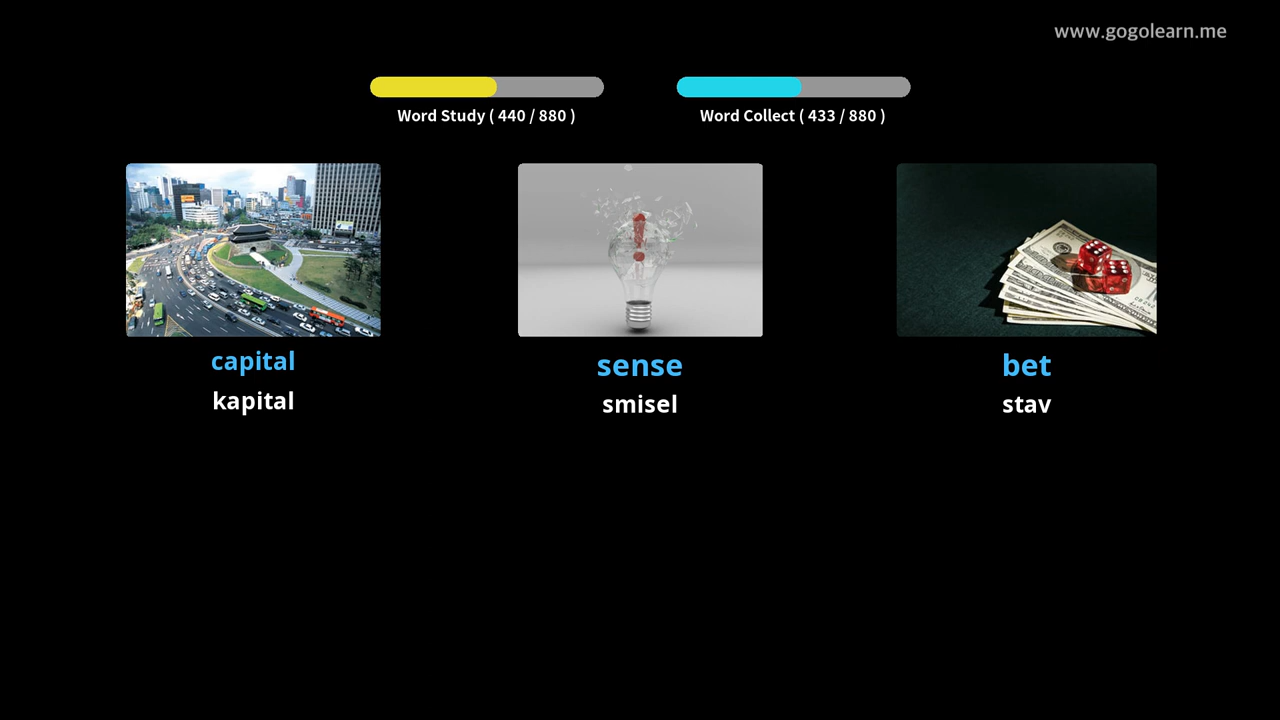 www.gogolearn.me
Word Study ( 440 / 880 )
Word Collect ( 433 / 880 )
capital
kapital
sense
smisel
bet
stav